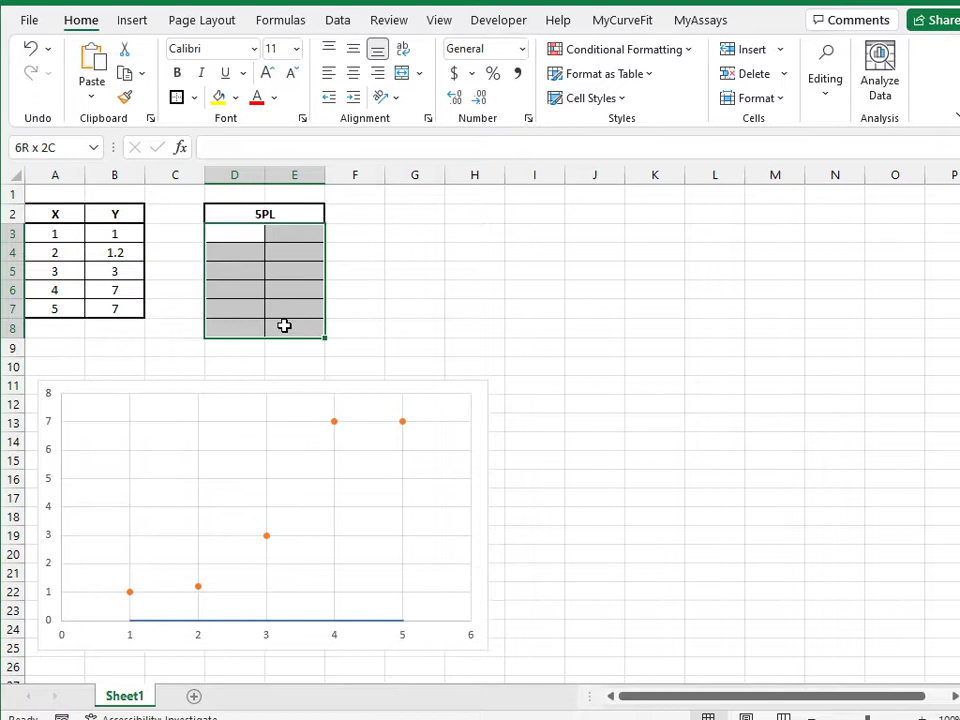 File Home Insert Page Layout Formulas Data Review View Developer Help MyCurveFit MyAssays Comments Share
Calibri 11 General Conditional Formatting Insert
Paste B I U A A $ % Format as Table Delete Editing Analyze Data
A Cell Styles Format
Undo Clipboard Font Alignment Number Styles Cells Analysis
6R x 2C fx
A B C D E F G H I J K L M N O P
1
2 X Y 5PL
3 1 1
4 2 1.2
5 3 3
6 4 7
7 5 7
8
9
10
11
12
13
14
15
16
17
18
19
20
21
22
23
24
25
26
8
7
6
5
4
3
2
1
0
0 1 2 3 4 5 6
Sheet1
Ready Accessibility: Investigate 100%